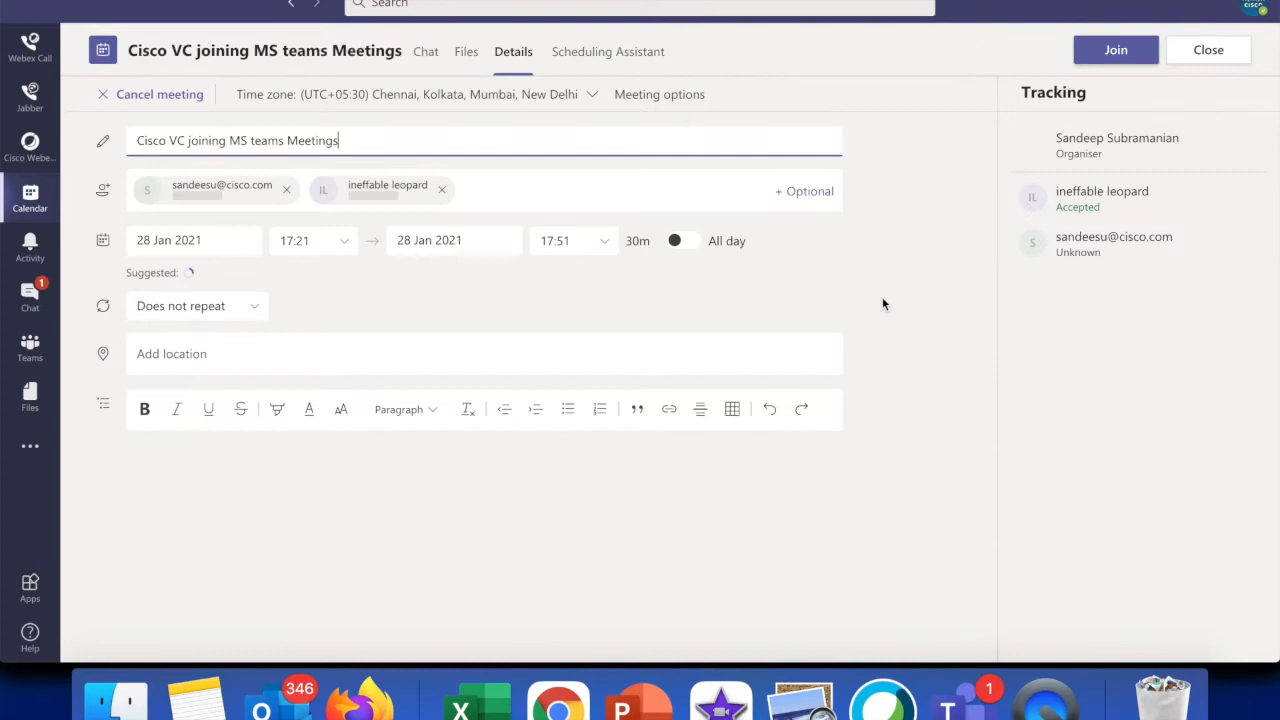 Search
CISCO
Webex Call
Jabber
Cisco Webe...
Calendar
Activity
1
Chat
Teams
Files
Apps
Help
Cisco VC joining MS teams Meetings
Chat
Files
Details
Scheduling Assistant
Join
Close
Cancel meeting
Time zone: (UTC+05:30) Chennai, Kolkata, Mumbai, New Delhi
Meeting options
Cisco VC joining MS teams Meetings
S
sandeesu@cisco.com
IL
ineffable leopard
+ Optional
28 Jan 2021
17:21
28 Jan 2021
17:51
30m
All day
Suggested:
Does not repeat
Add location
B I U S A AA Paragraph Tx
Tracking
Sandeep Subramanian
Organiser
IL
ineffable leopard
Accepted
S
sandeesu@cisco.com
Unknown
346
O
X
P
1
T